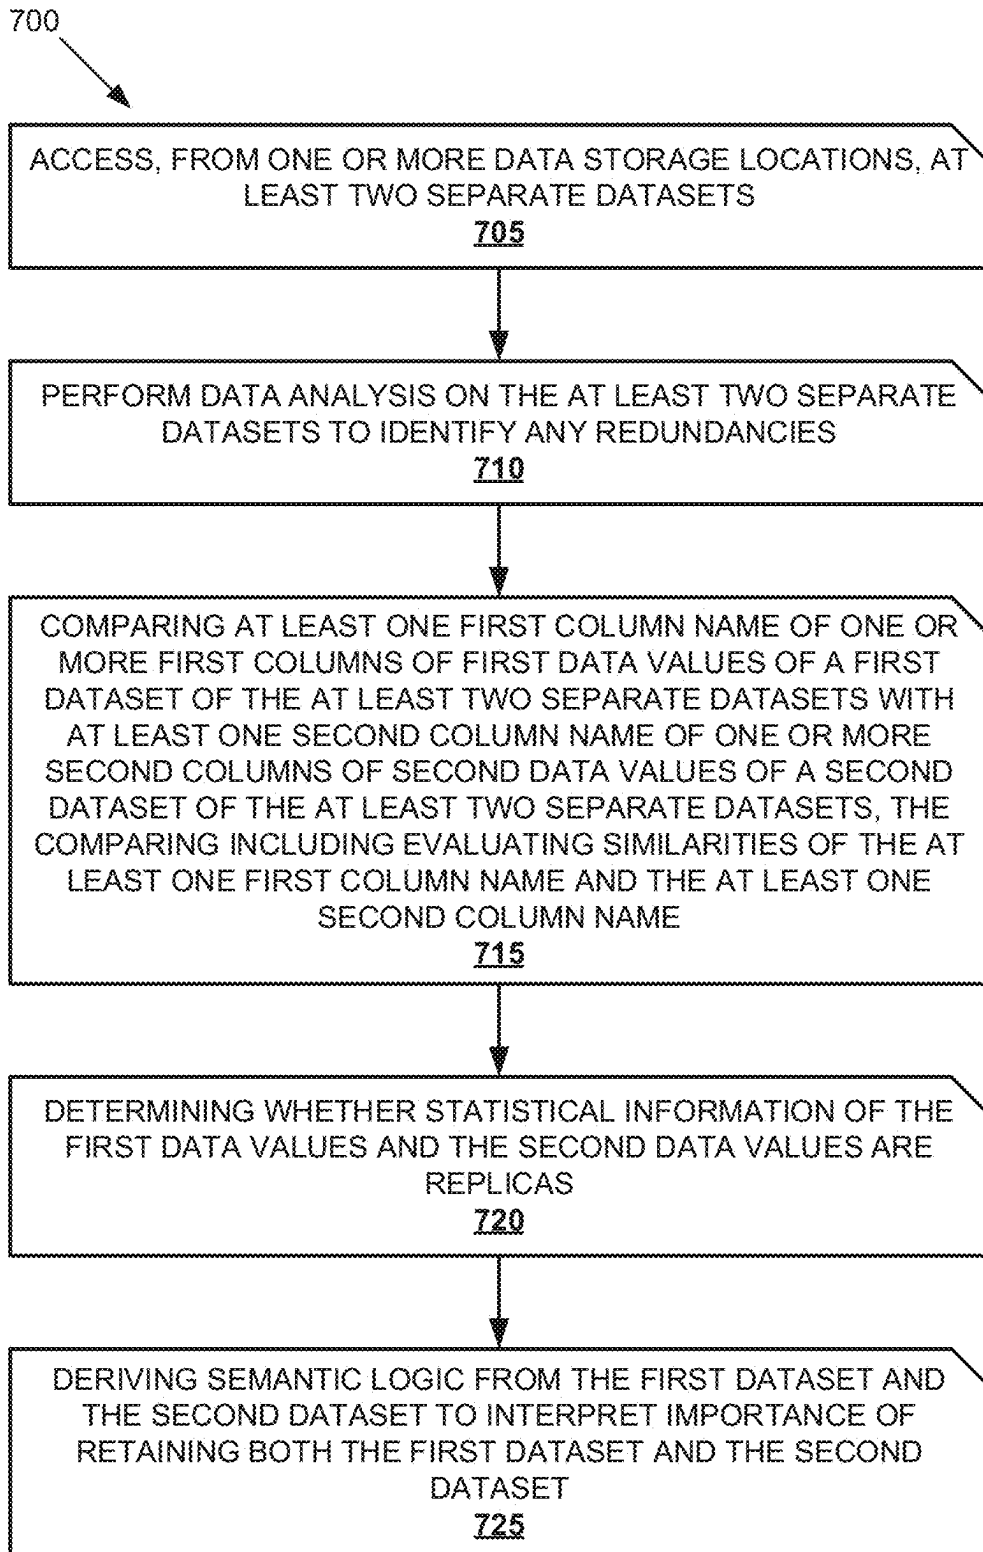 700
ACCESS, FROM ONE OR MORE DATA STORAGE LOCATIONS, AT
LEAST TWO SEPARATE DATASETS
705
PERFORM DATA ANALYSIS ON THE AT LEAST TWO SEPARATE
DATASETS TO IDENTIFY ANY REDUNDANCIES
710
COMPARING AT LEAST ONE FIRST COLUMN NAME OF ONE OR
MORE FIRST COLUMNS OF FIRST DATA VALUES OF A FIRST
DATASET OF THE AT LEAST TWO SEPARATE DATASETS WITH
AT LEAST ONE SECOND COLUMN NAME OF ONE OR MORE
SECOND COLUMNS OF SECOND DATA VALUES OF A SECOND
DATASET OF THE AT LEAST TWO SEPARATE DATASETS, THE
COMPARING INCLUDING EVALUATING SIMILARITIES OF THE AT
LEAST ONE FIRST COLUMN NAME AND THE AT LEAST ONE
SECOND COLUMN NAME
715
DETERMINING WHETHER STATISTICAL INFORMATION OF THE
FIRST DATA VALUES AND THE SECOND DATA VALUES ARE
REPLICAS
720
DERIVING SEMANTIC LOGIC FROM THE FIRST DATASET AND
THE SECOND DATASET TO INTERPRET IMPORTANCE OF
RETAINING BOTH THE FIRST DATASET AND THE SECOND
DATASET
725